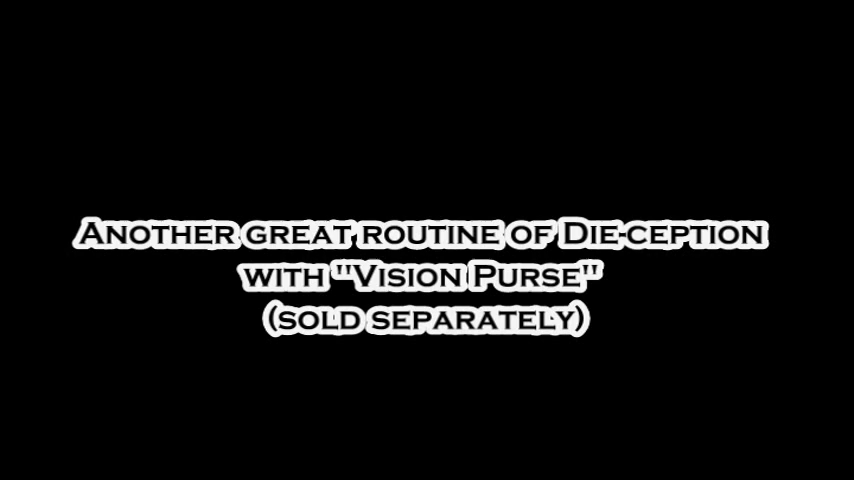 Another great routine of Die-ception
with "Vision Purse"
(sold separately)